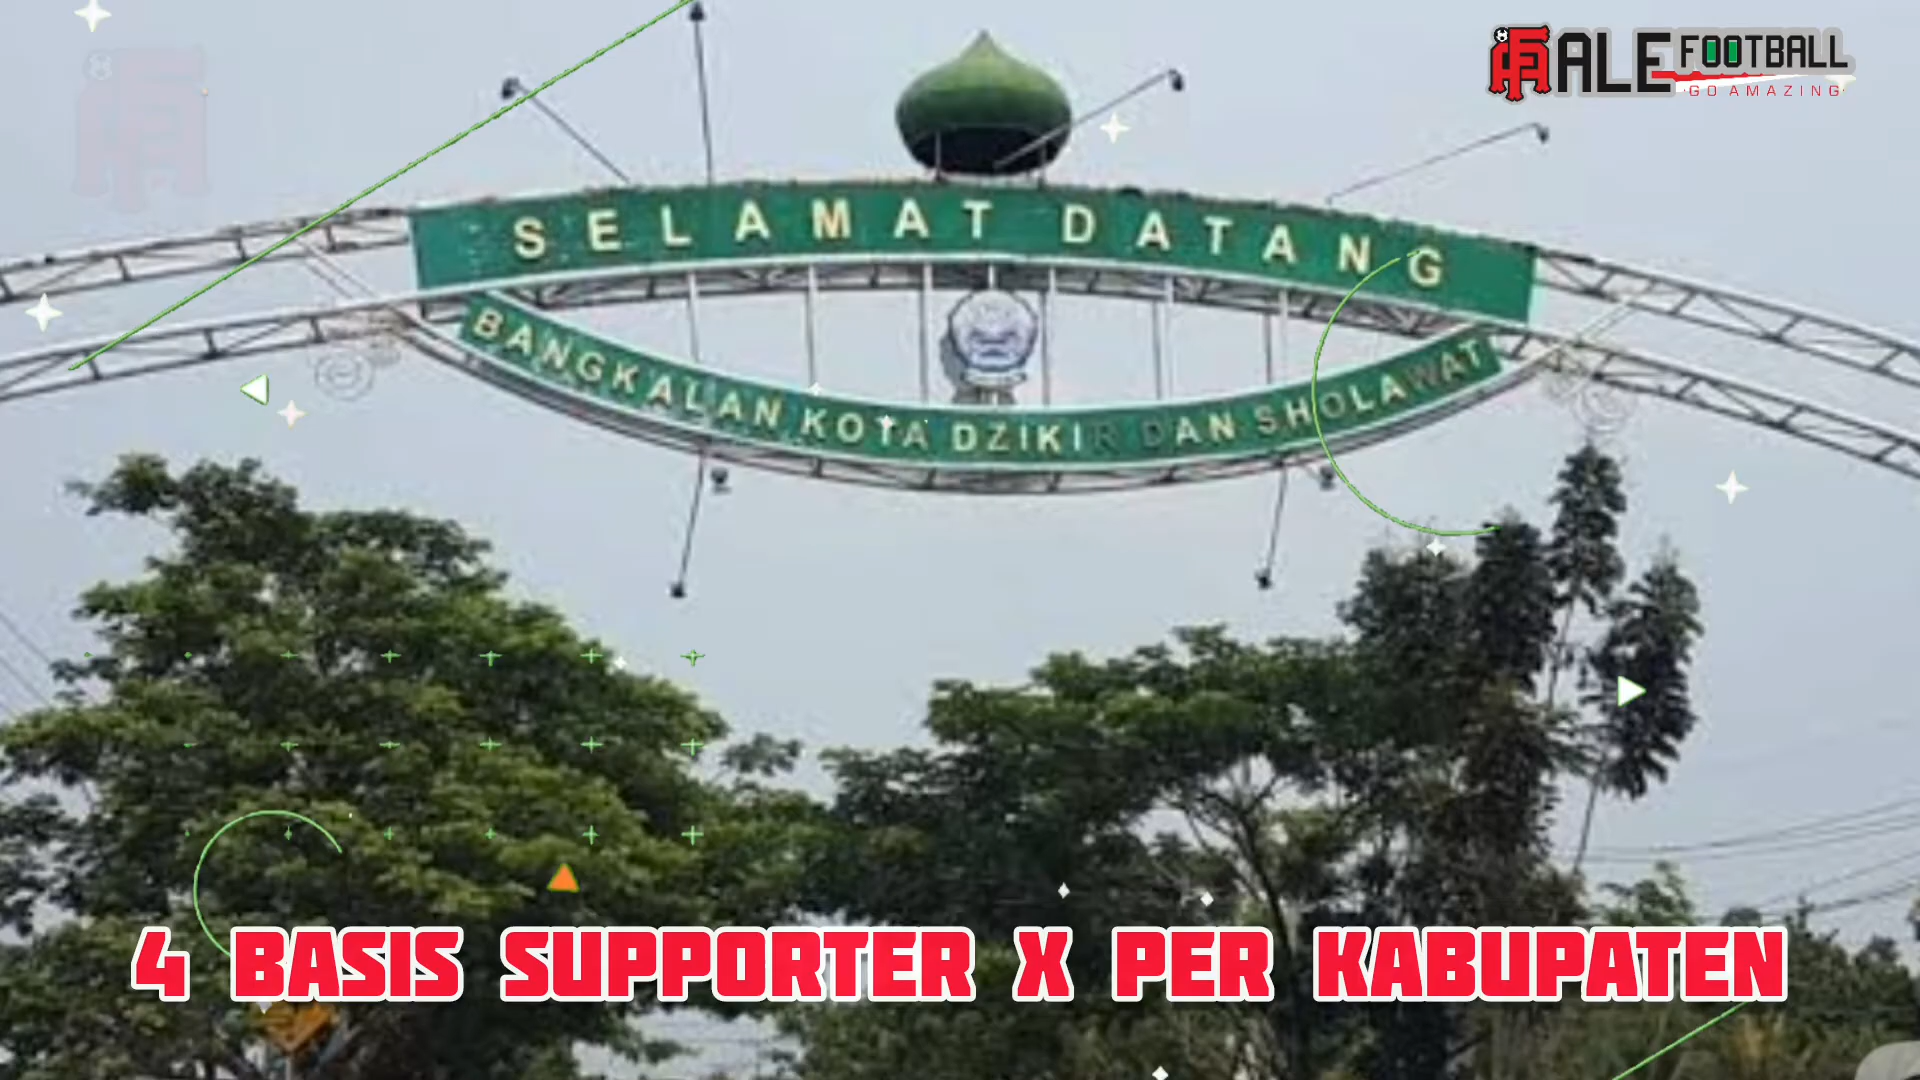 ALE FOOTBALL
GO AMAZING
SELAMAT DATANG
BANGKALAN KOTA DZIKIR DAN SHOLAWAT
4 BASIS SUPPORTER X PER KABUPATEN